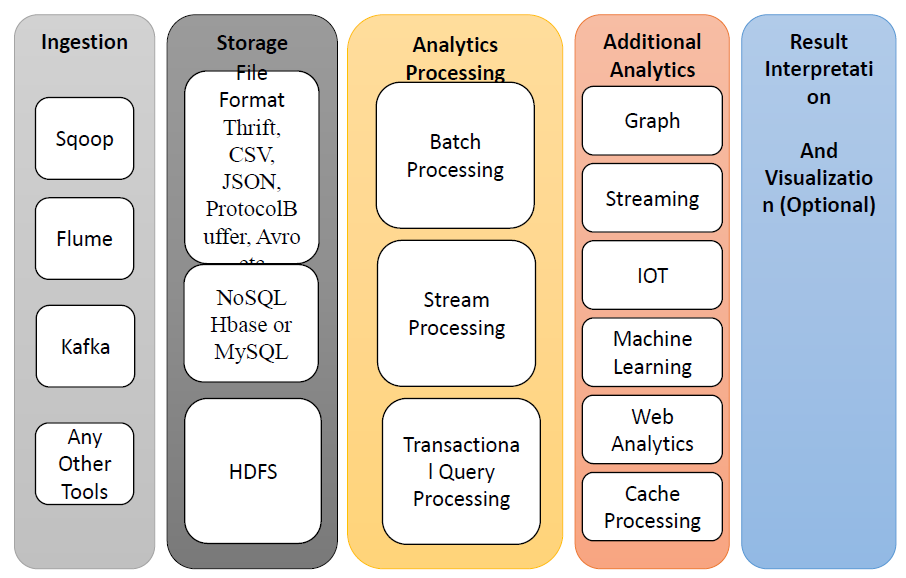 Ingestion
Sqoop
Flume
Kafka
Any
Other
Tools
Storage
File
Format
Thrift,
CSV,
JSON,
ProtocolB
uffer, Avro
etc
NoSQL
Hbase or
MySQL
HDFS
Analytics
Processing
Batch
Processing
Stream
Processing
Transactiona
l Query
Processing
Additional
Analytics
Graph
Streaming
IOT
Machine
Learning
Web
Analytics
Cache
Processing
Result
Interpretati
on
And
Visualizatio
n (Optional)